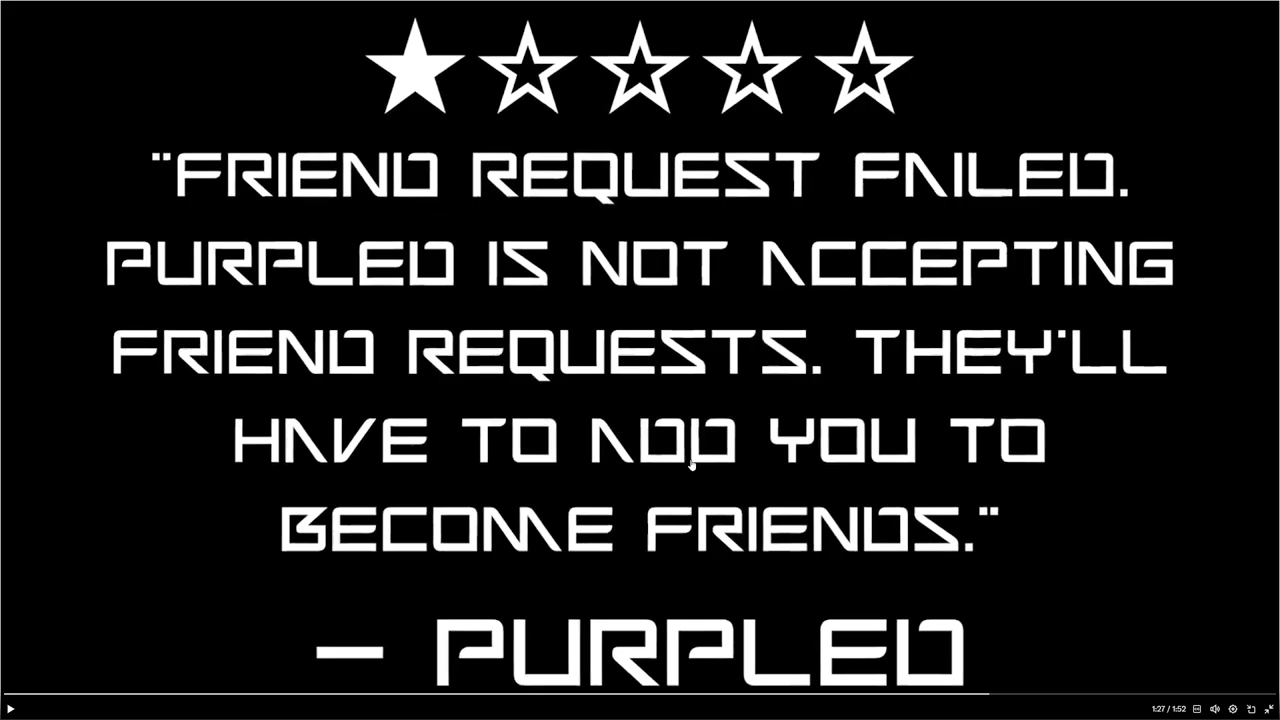 "FRIEND REQUEST FAILED.
PURPLED IS NOT ACCEPTING
FRIEND REQUESTS. THEY'LL
HAVE TO ADD YOU TO
BECOME FRIENDS."
– PURPLED
1:27 / 1:52